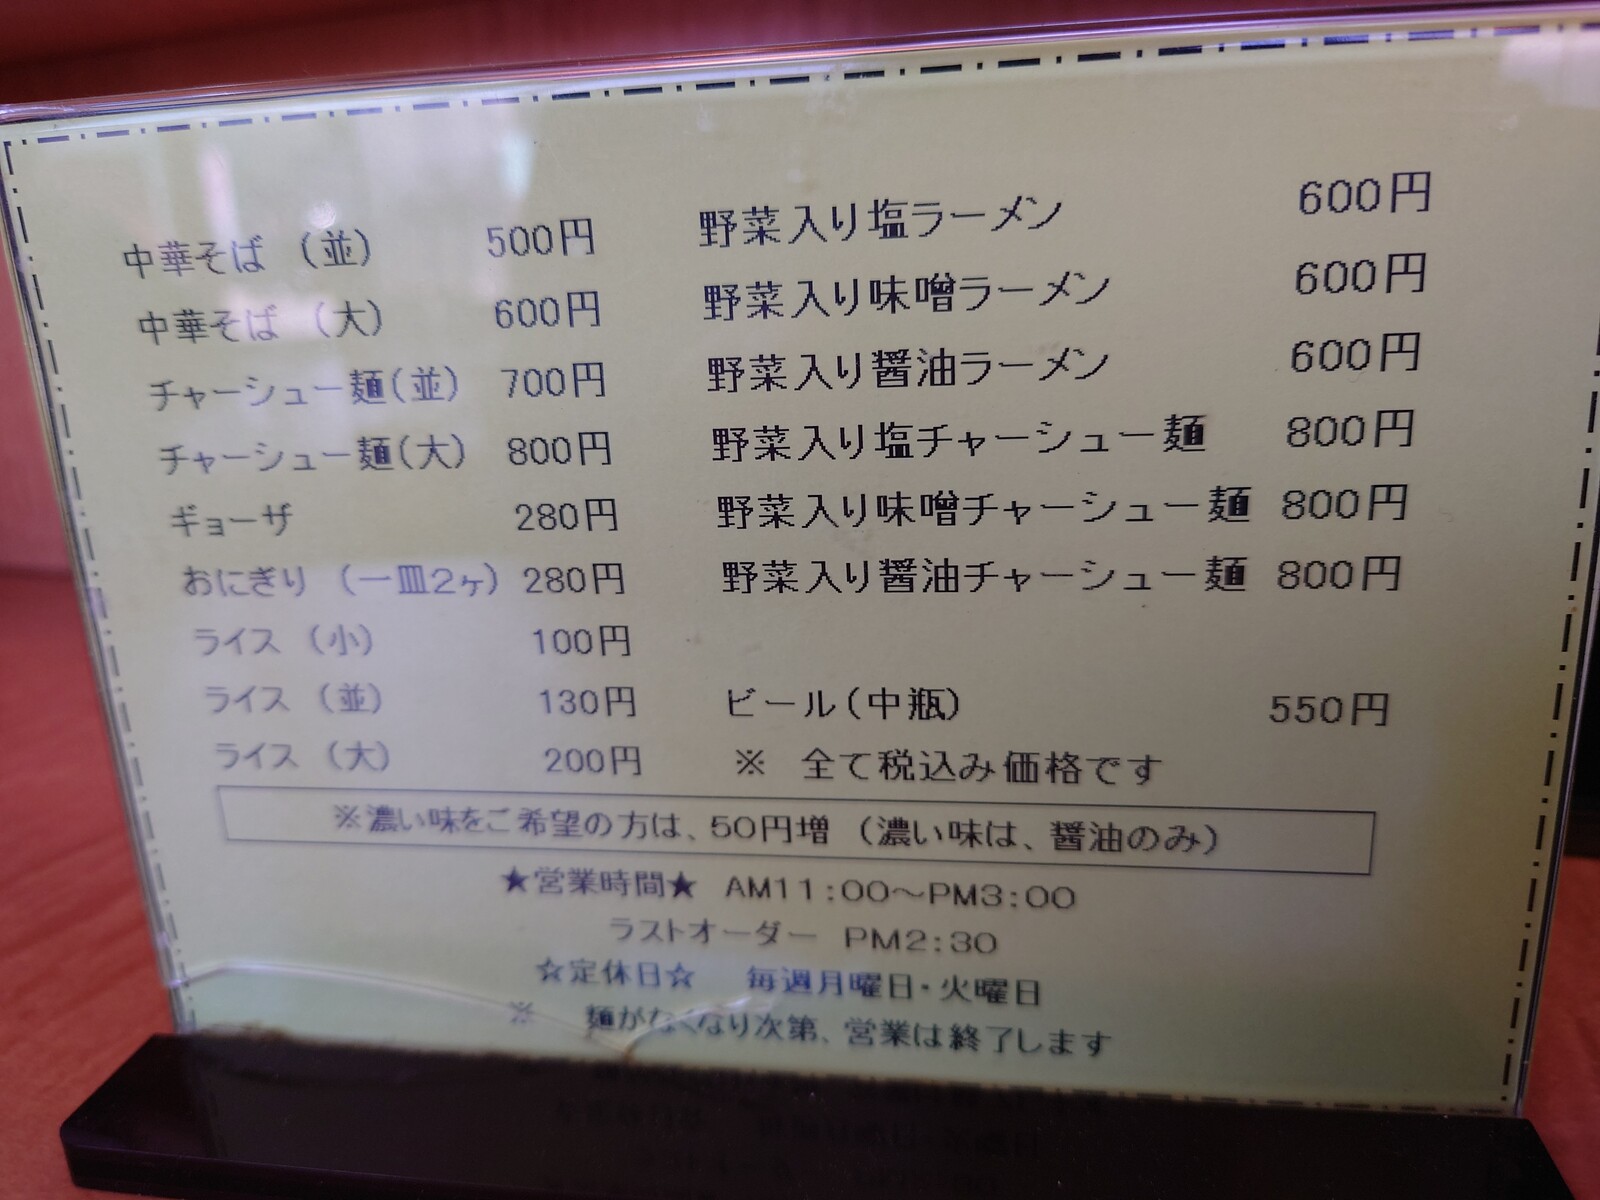 中華そば （並） 500円
中華そば （大） 600円
チャーシュー麺(並) 700円
チャーシュー麺(大) 800円
ギョーザ 280円
おにぎり （一皿2ヶ） 280円
ライス （小） 100円
ライス （並） 130円
ライス （大） 200円
野菜入り塩ラーメン 600円
野菜入り味噌ラーメン 600円
野菜入り醤油ラーメン 600円
野菜入り塩チャーシュー麺 800円
野菜入り味噌チャーシュー麺 800円
野菜入り醤油チャーシュー麺 800円
ビール(中瓶) 550円
※ 全て税込み価格です
※濃い味をご希望の方は、50円増 （濃い味は、醤油のみ）
★営業時間★ AM11:00～PM3:00
ラストオーダー PM2:30
☆定休日☆ 毎週月曜日・火曜日
※ 麺がなくなり次第、営業は終了します